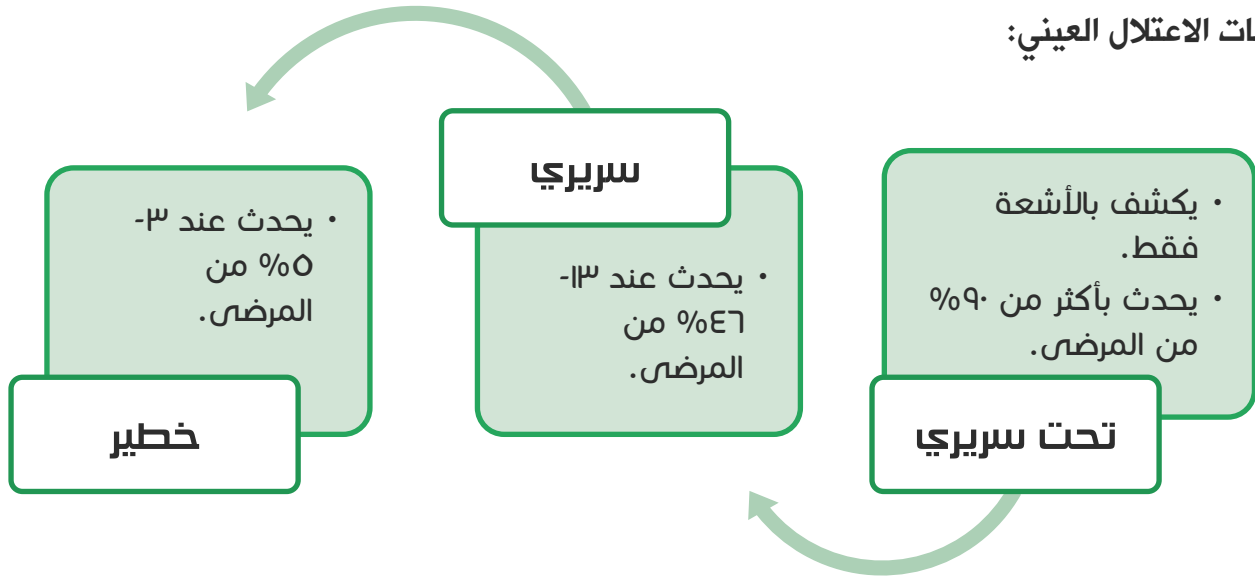 الاعتلال العيني:
يكشف بالأشعة
فقط.
يحدث بأكثر من ٩٠%
من المرضى.
تحت سريري
سريري
يحدث عند ١٣-
٤٦% من
المرضى.
يحدث عند ٣-
٥% من
المرضى.
خطير